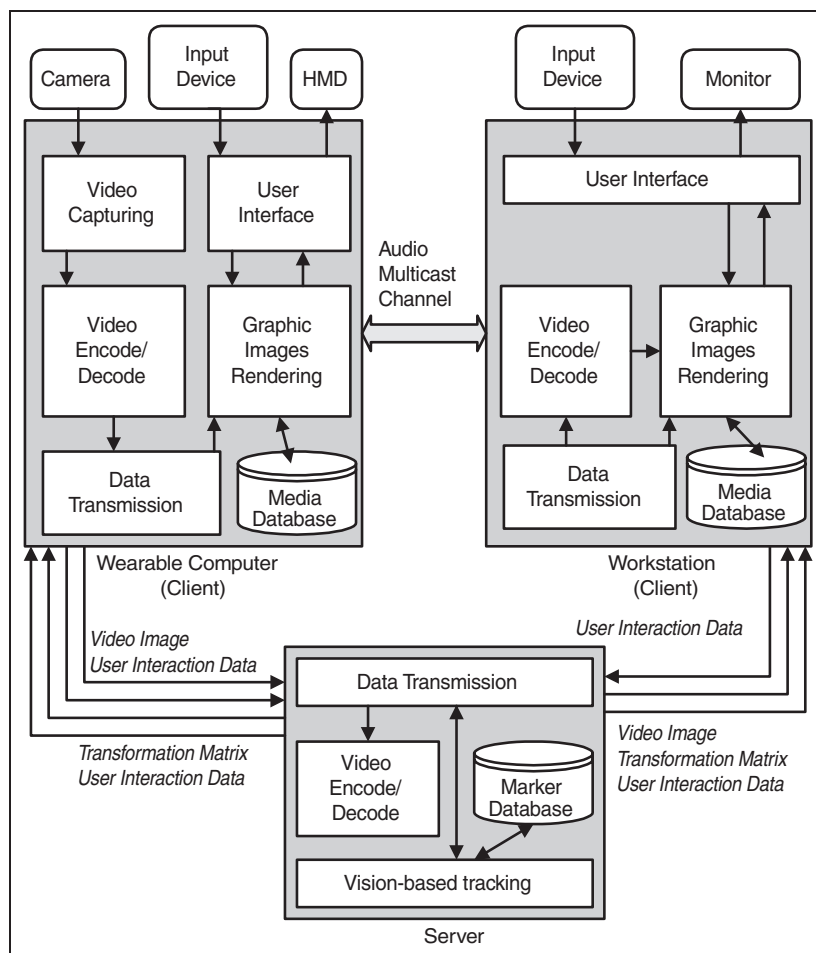 Camera
Input
Device
HMD
Input
Device
Monitor
Video
Capturing
User
Interface
Video
Encode/
Decode
Graphic
Images
Rendering
Data
Transmission
Media
Database
Wearable Computer
(Client)
Audio
Multicast
Channel
User Interface
Video
Encode/
Decode
Graphic
Images
Rendering
Data
Transmission
Media
Database
Workstation
(Client)
Video Image
User Interaction Data
User Interaction Data
Transformation Matrix
User Interaction Data
Video Image
Transformation Matrix
User Interaction Data
Data Transmission
Video
Encode/
Decode
Marker
Database
Vision-based tracking
Server